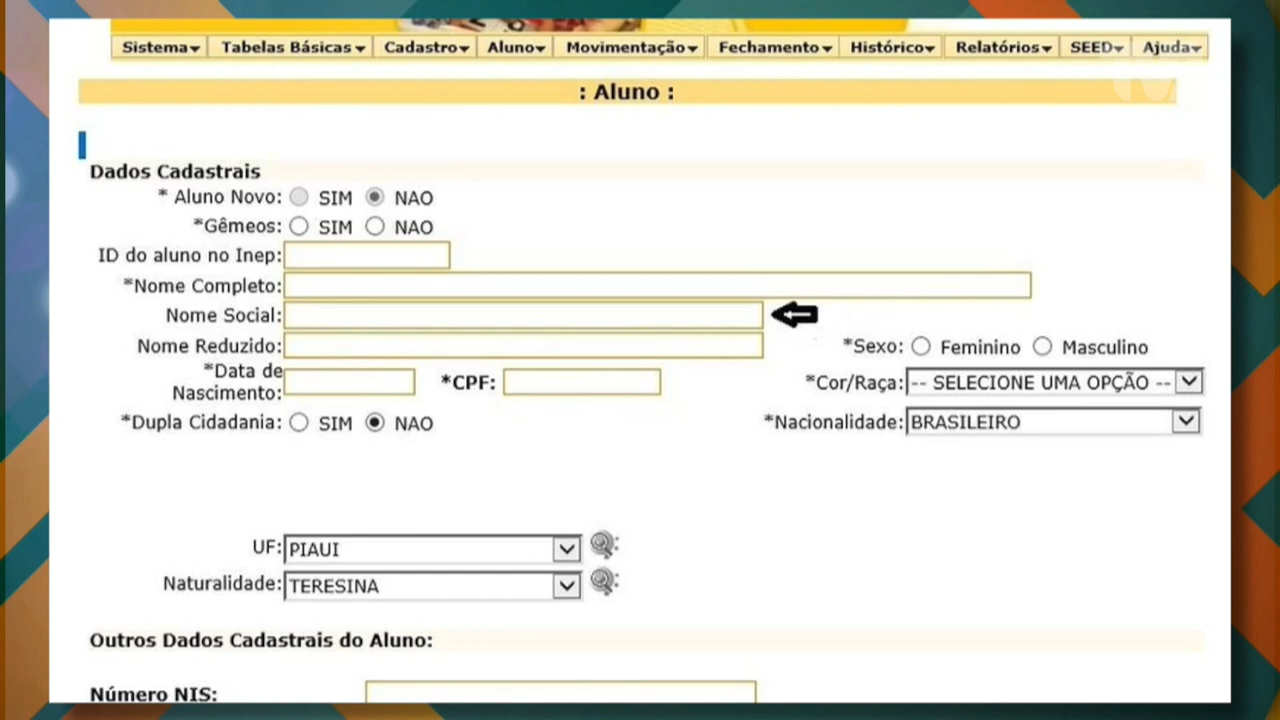 Sistema Tabelas Básicas Cadastro Aluno Movimentação Fechamento Histórico Relatórios SEED Ajuda
: Aluno :
Dados Cadastrais
* Aluno Novo: SIM NAO
*Gêmeos: SIM NAO
ID do aluno no Inep:
*Nome Completo:
Nome Social:
Nome Reduzido: *Sexo: Feminino Masculino
*Data de
Nascimento: *CPF: *Cor/Raça: -- SELECIONE UMA OPÇÃO --
*Dupla Cidadania: SIM NAO *Nacionalidade: BRASILEIRO
UF: PIAUI
Naturalidade: TERESINA
Outros Dados Cadastrais do Aluno:
Número NIS: